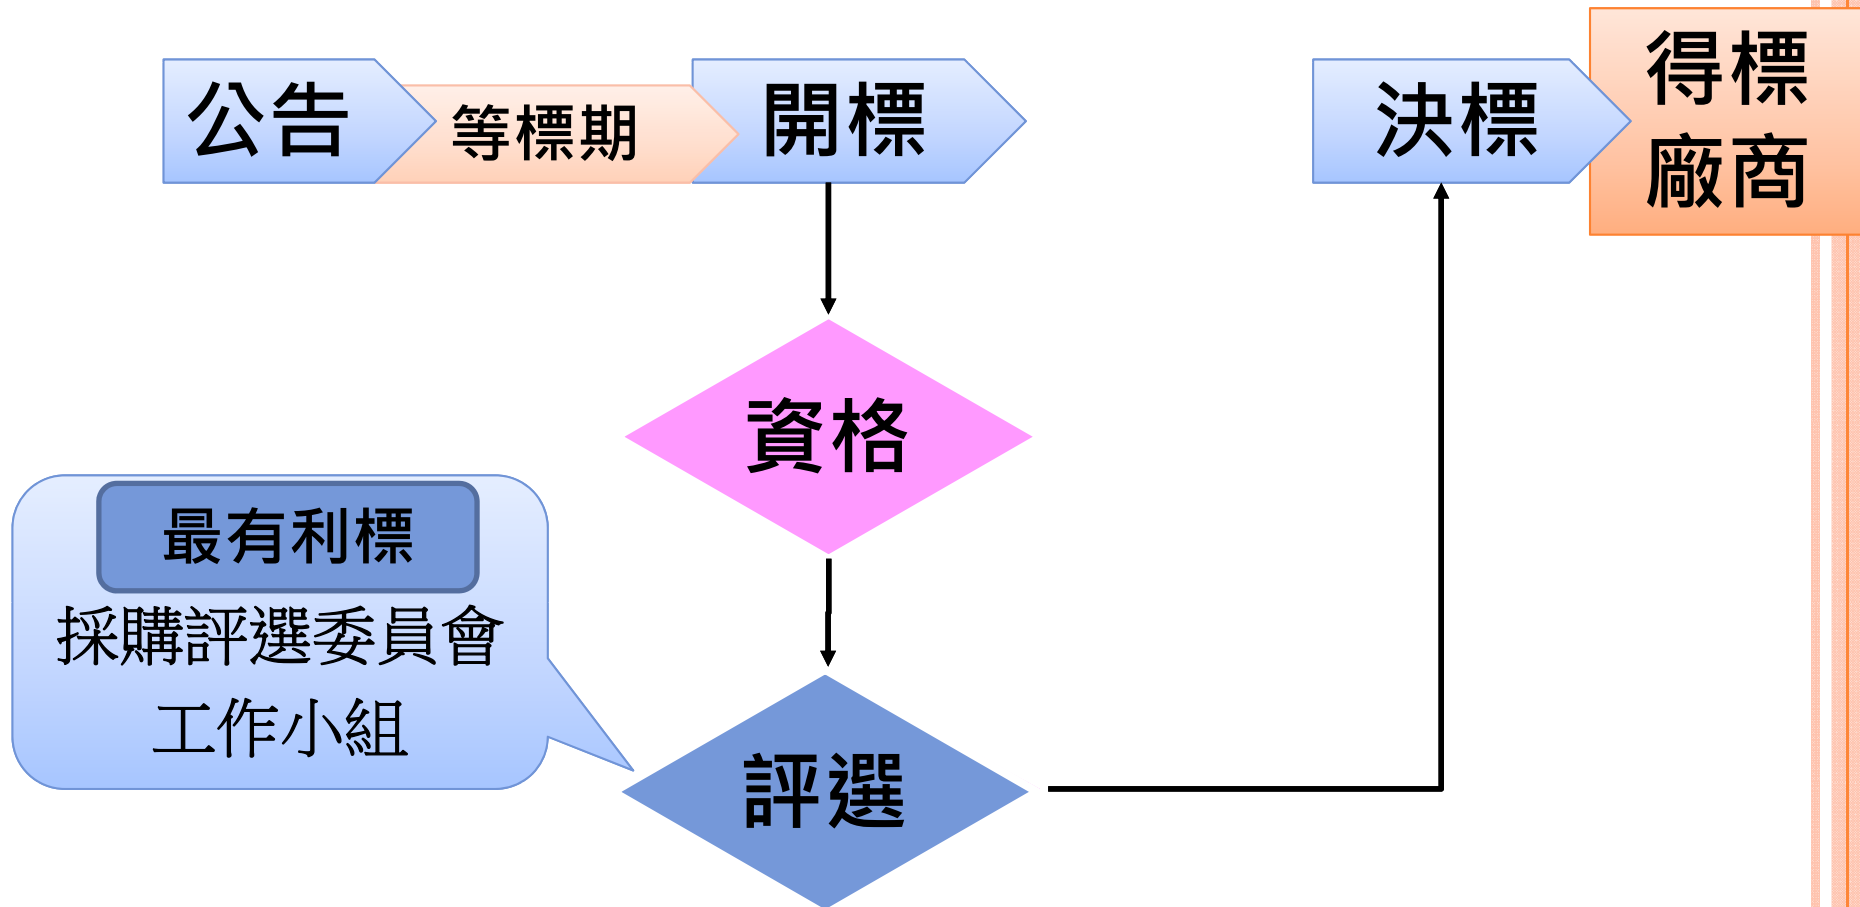 公告
等標期
開標
決標
得標
廠商
資格
最有利標
採購評選委員會
工作小組
評選